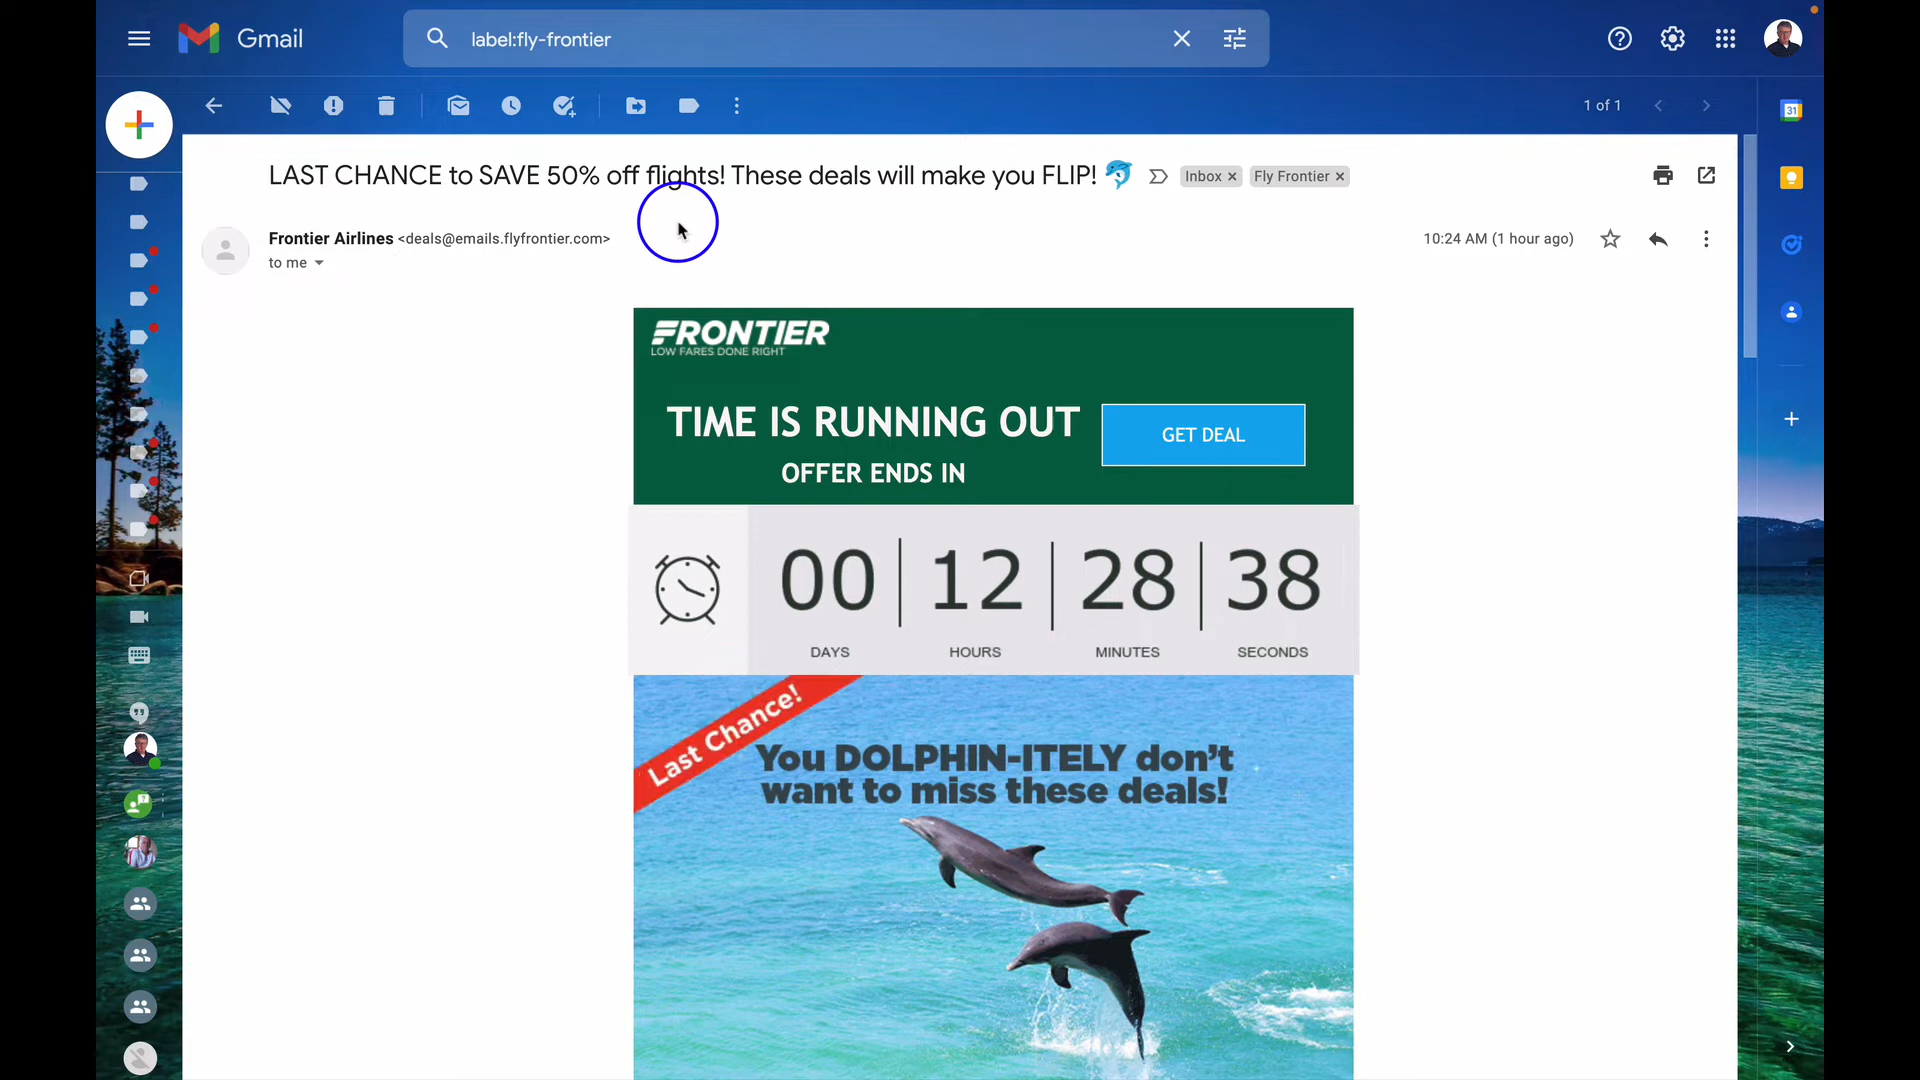 Gmail
label:fly-frontier
1 of 1
31
LAST CHANCE to SAVE 50% off flights! These deals will make you FLIP! 🐬
Inbox ×
Fly Frontier ×
Frontier Airlines <deals@emails.flyfrontier.com>
10:24 AM (1 hour ago)
to me
FRONTIER
LOW FARES DONE RIGHT
TIME IS RUNNING OUT
GET DEAL
OFFER ENDS IN
00 12 28 38
DAYS HOURS MINUTES SECONDS
Last Chance!
You DOLPHIN-ITELY don't
want to miss these deals!